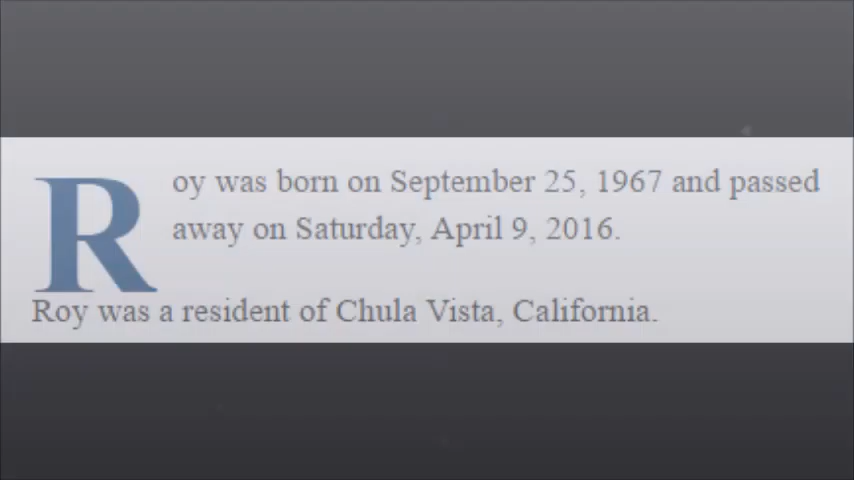 Roy was born on September 25, 1967 and passed
away on Saturday, April 9, 2016.
Roy was a resident of Chula Vista, California.